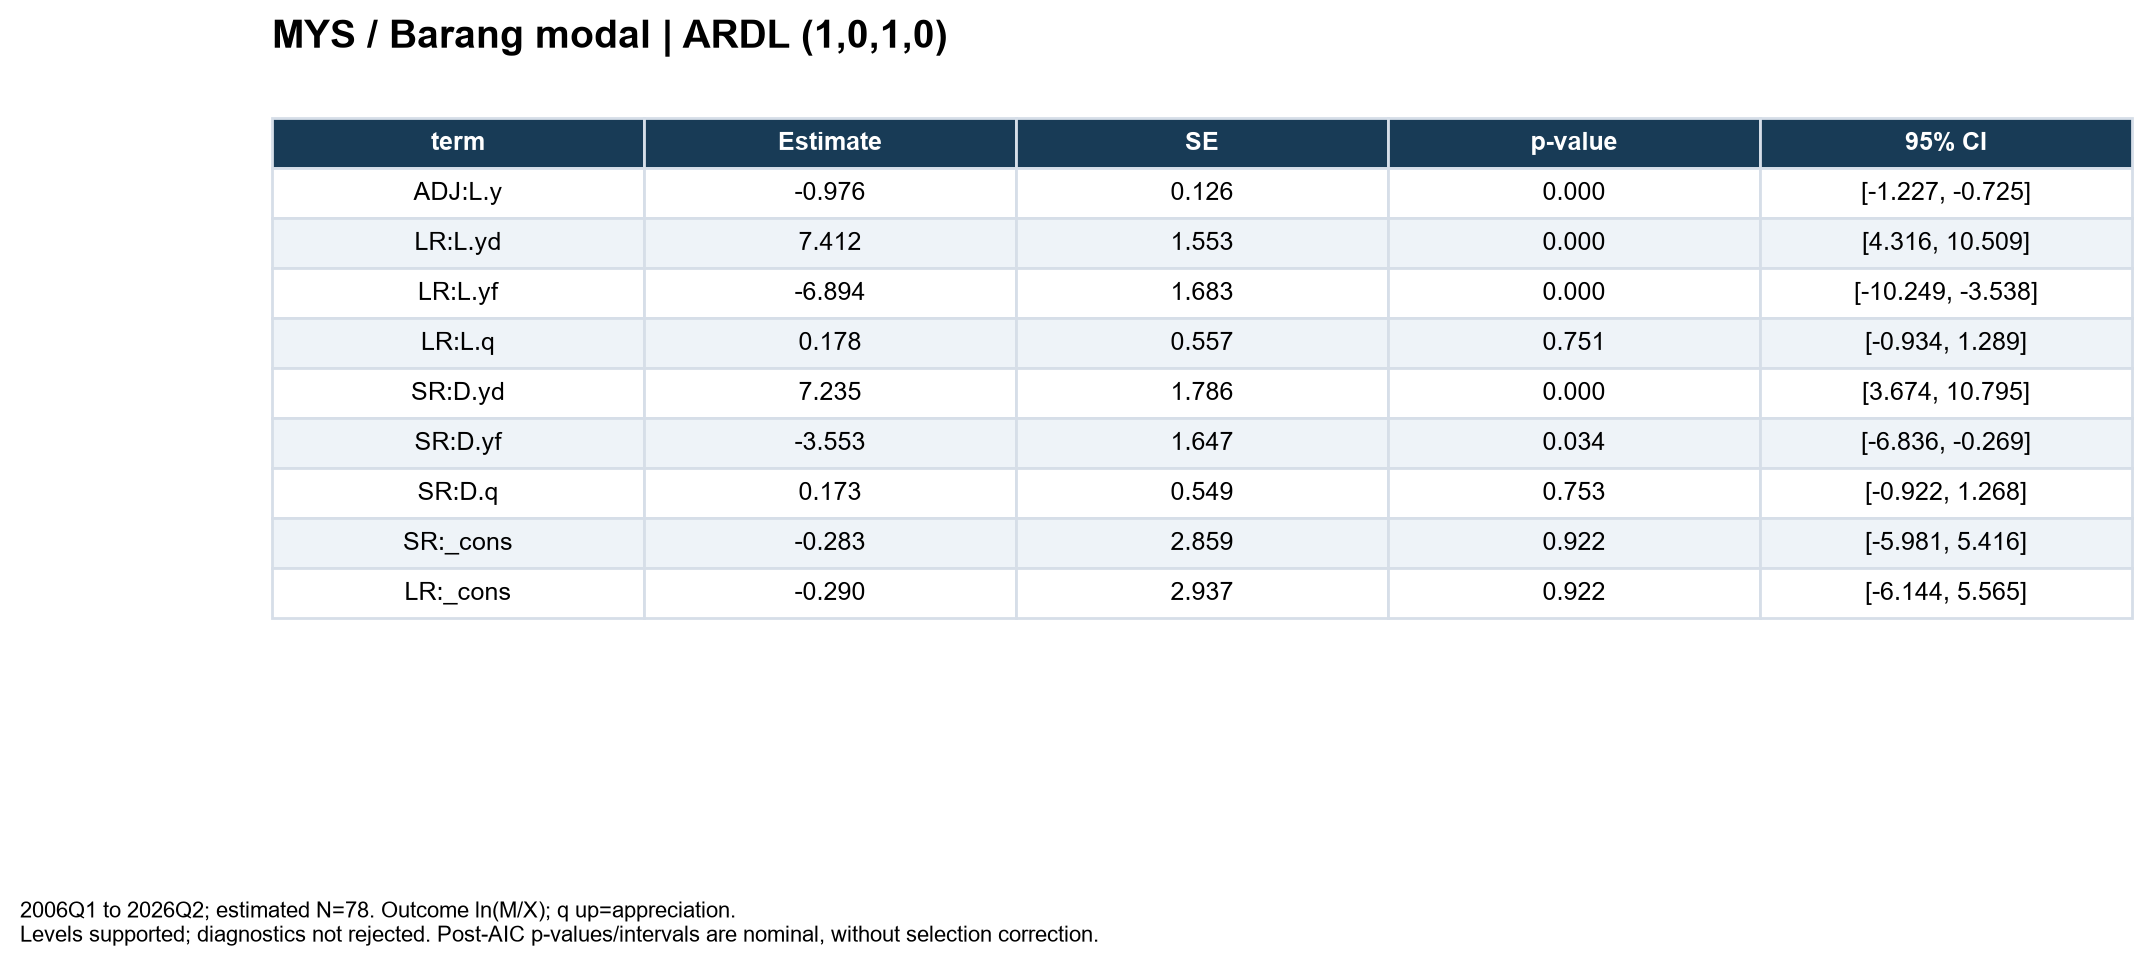 MYS / Barang modal | ARDL (1,0,1,0)
term Estimate SE p-value 95% CI
ADJ:L.y -0.976 0.126 0.000 [-1.227, -0.725]
LR:L.yd 7.412 1.553 0.000 [4.316, 10.509]
LR:L.yf -6.894 1.683 0.000 [-10.249, -3.538]
LR:L.q 0.178 0.557 0.751 [-0.934, 1.289]
SR:D.yd 7.235 1.786 0.000 [3.674, 10.795]
SR:D.yf -3.553 1.647 0.034 [-6.836, -0.269]
SR:D.q 0.173 0.549 0.753 [-0.922, 1.268]
SR:_cons -0.283 2.859 0.922 [-5.981, 5.416]
LR:_cons -0.290 2.937 0.922 [-6.144, 5.565]
2006Q1 to 2026Q2; estimated N=78. Outcome ln(M/X); q up=appreciation.
Levels supported; diagnostics not rejected. Post-AIC p-values/intervals are nominal, without selection correction.